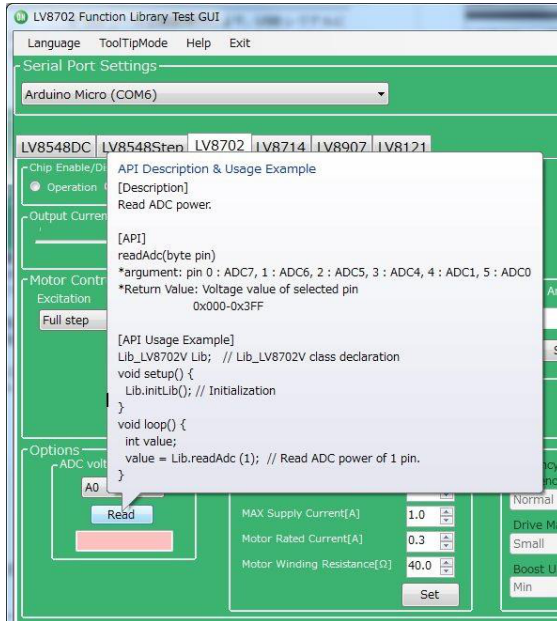 LV8702 Function Library Test GUI
Language ToolTipMode Help Exit
Serial Port Settings
Arduino Micro (COM6)
LV8548DC LV8548Step LV8702 LV8714 LV8907 LV8121
Chip Enable/Di
Operation
Output Curren
Motor Contr
Excitation
Full step
API Description & Usage Example
[Description]
Read ADC power.
[API]
readAdc(byte pin)
*argument: pin 0 : ADC7, 1 : ADC6, 2 : ADC5, 3 : ADC4, 4 : ADC1, 5 : ADC0
*Return Value: Voltage value of selected pin
0x000-0x3FF
[API Usage Example]
Lib_LV8702V Lib; // Lib_LV8702V class declaration
void setup() {
Lib.initLib(); // Initialization
}
void loop() {
int value;
value = Lib.readAdc (1); // Read ADC power of 1 pin.
}
Options
ADC volt
A0
Read
MAX Supply Current[A] 1.0
Motor Rated Current[A] 0.3
Motor Winding Resistance[Ω] 40.0
Set
Normal
Drive M
Small
Boost U
Min